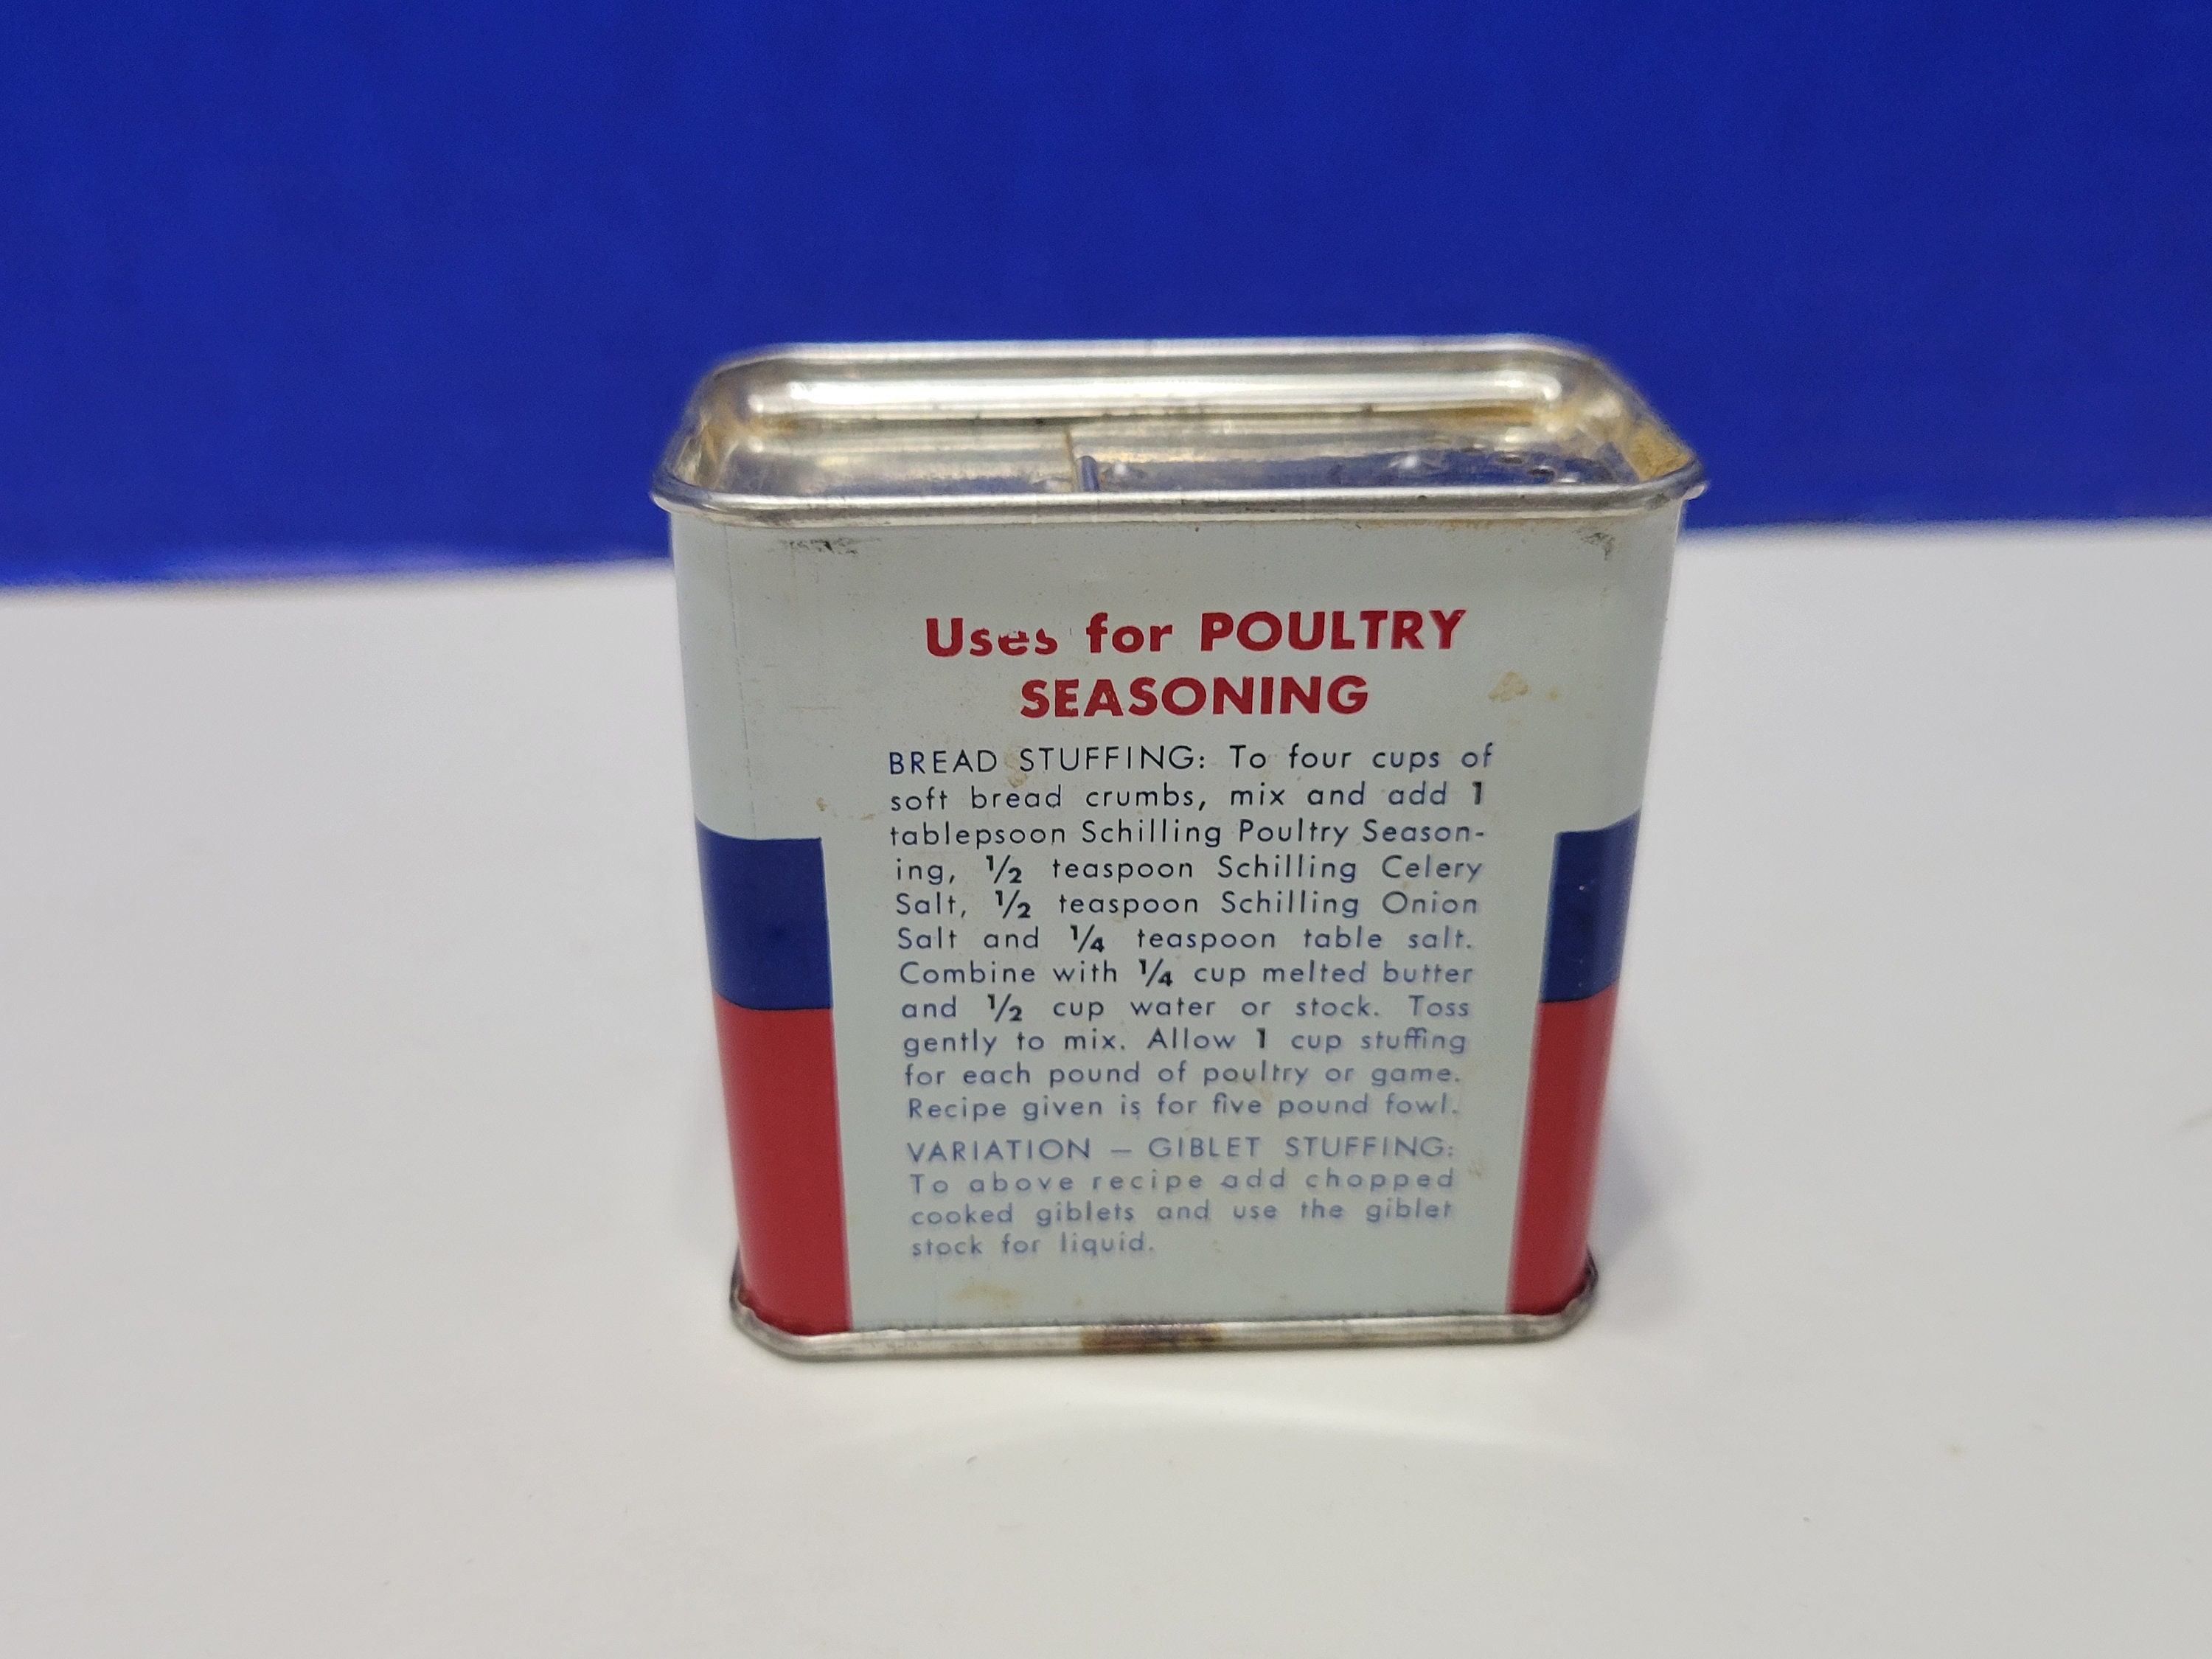 Uses for POULTRY
SEASONING
BREAD STUFFING: To four cups of
soft bread crumbs, mix and add 1
tablepsoon Schilling Poultry Season-
ing, ½ teaspoon Schilling Celery
Salt, ½ teaspoon Schilling Onion
Salt and ¼ teaspoon table salt.
Combine with ¼ cup melted butter
and ½ cup water or stock. Toss
gently to mix. Allow 1 cup stuffing
for each pound of poultry or game.
Recipe given is for five pound fowl.
VARIATION — GIBLET STUFFING:
To above recipe add chopped
cooked giblets and use the giblet
stock for liquid.